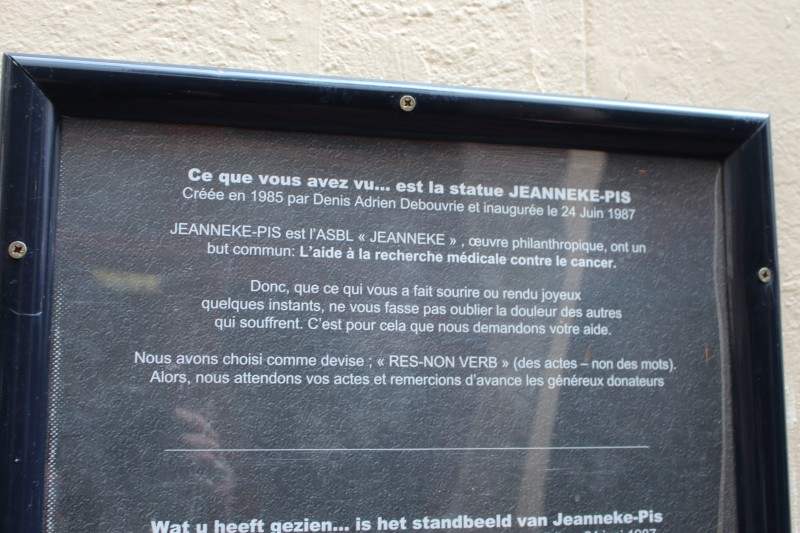 Ce que vous avez vu... est la statue JEANNEKE-PIS
Créée en 1985 par Denis Adrien Debouvrie et inaugurée le 24 Juin 1987
JEANNEKE-PIS est l'ASBL « JEANNEKE » , œuvre philanthropique, ont un
but commun: L'aide à la recherche médicale contre le cancer.
Donc, que ce qui vous a fait sourire ou rendu joyeux
quelques instants, ne vous fasse pas oublier la douleur des autres
qui souffrent. C'est pour cela que nous demandons votre aide.
Nous avons choisi comme devise ; « RES-NON VERB » (des actes – non des mots).
Alors, nous attendons vos actes et remercions d'avance les généreux donateurs
Wat u heeft gezien... is het standbeeld van Jeanneke-Pis
1987